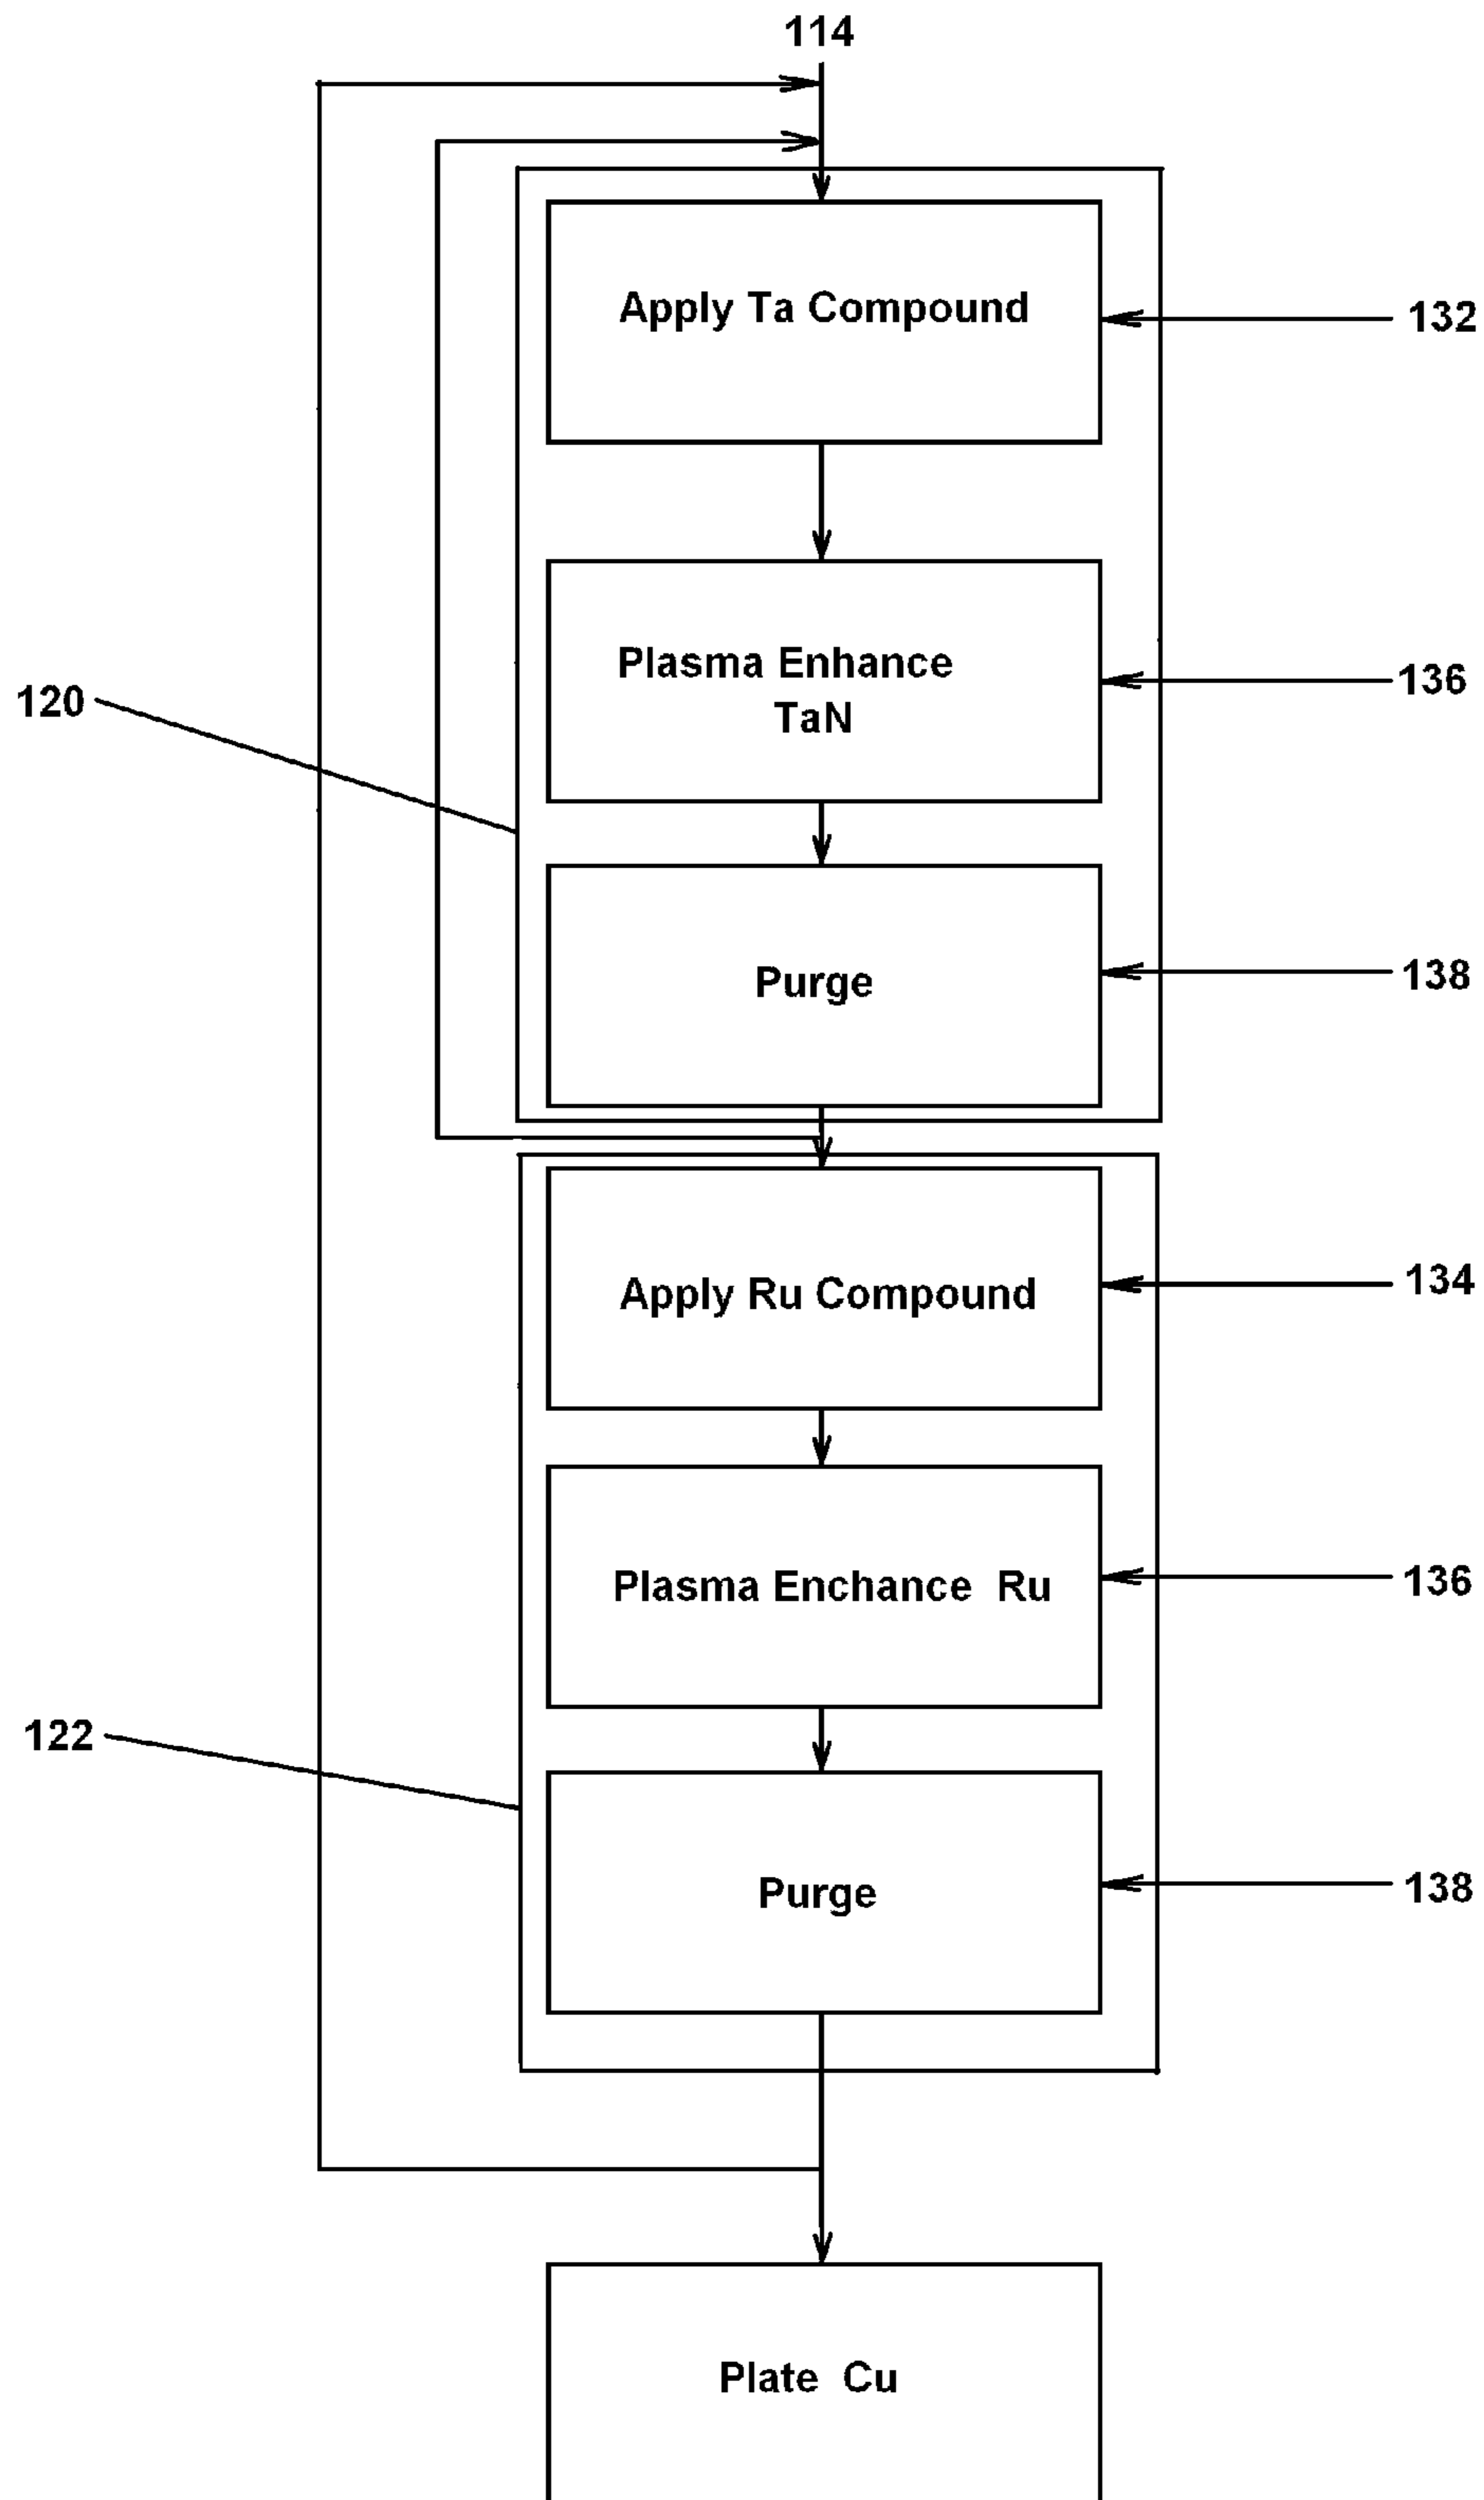 114
Apply Ta Compound
132
Plasma Enhance
TaN
136
120
Purge
138
Apply Ru Compound
134
Plasma Enchance Ru
136
122
Purge
138
Plate Cu